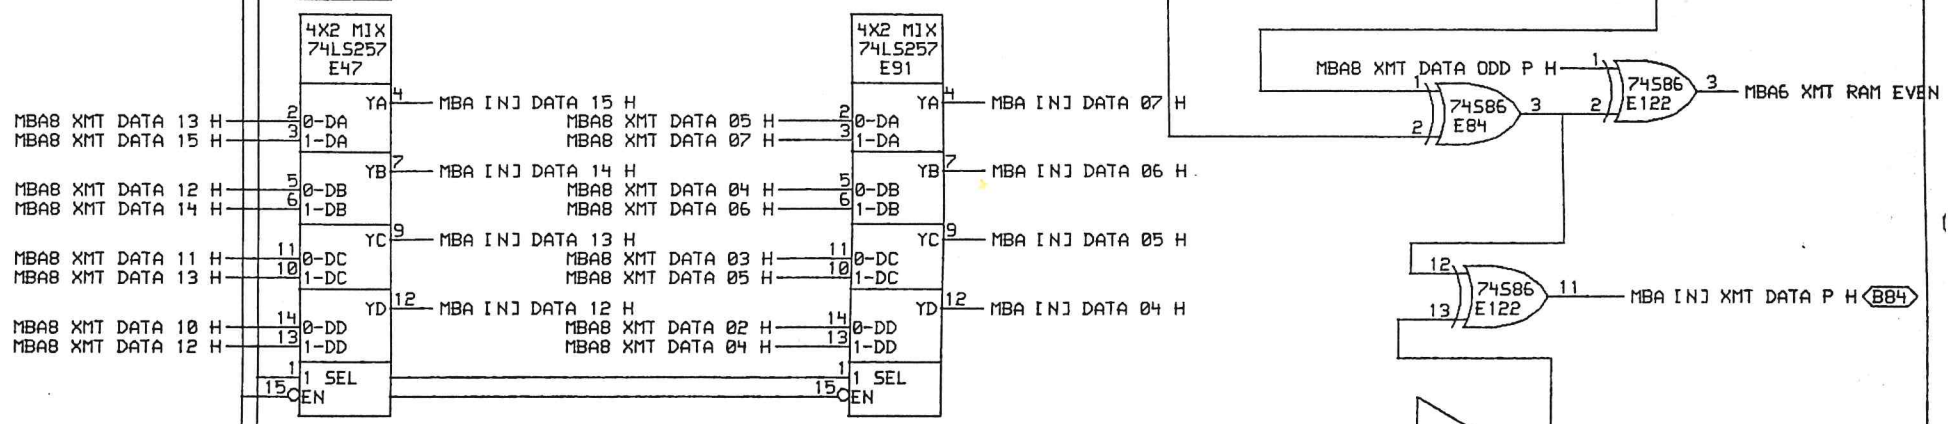 4X2 MIX
74LS257
E47
YA 4 MBA [N] DATA 15 H
MBA8 XMT DATA 13 H 2 0-DA
MBA8 XMT DATA 15 H 3 1-DA
YB 7 MBA [N] DATA 14 H
MBA8 XMT DATA 12 H 5 0-DB
MBA8 XMT DATA 14 H 6 1-DB
YC 9 MBA [N] DATA 13 H
MBA8 XMT DATA 11 H 11 0-DC
MBA8 XMT DATA 13 H 10 1-DC
YD 12 MBA [N] DATA 12 H
MBA8 XMT DATA 10 H 14 0-DD
MBA8 XMT DATA 12 H 13 1-DD
1 1 SEL
15 EN
4X2 MIX
74LS257
E91
YA 4 MBA [N] DATA 07 H
MBA8 XMT DATA 05 H 2 0-DA
MBA8 XMT DATA 07 H 3 1-DA
YB 7 MBA [N] DATA 06 H
MBA8 XMT DATA 04 H 5 0-DB
MBA8 XMT DATA 06 H 6 1-DB
YC 9 MBA [N] DATA 05 H
MBA8 XMT DATA 03 H 11 0-DC
MBA8 XMT DATA 05 H 10 1-DC
YD 12 MBA [N] DATA 04 H
MBA8 XMT DATA 02 H 14 0-DD
MBA8 XMT DATA 04 H 13 1-DD
1 1 SEL
15 EN
MBA8 XMT DATA ODD P H 1
74S86
E122
2
3 MBA6 XMT RAM EVEN
1
74S86
E84
2
3
12
74S86
E122
13
11 MBA [N] XMT DATA P H B84